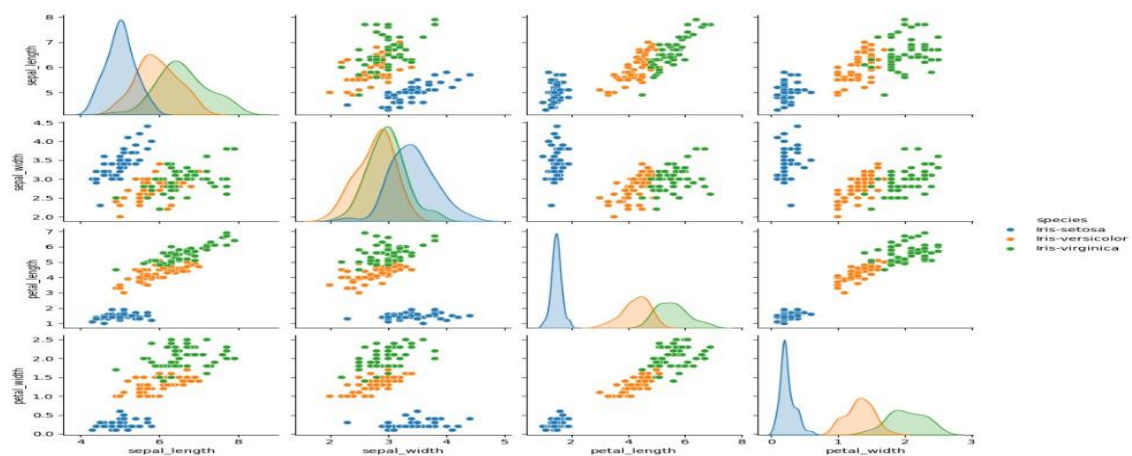 8
7
6
5
sepal_length
4.5
4.0
3.5
3.0
2.5
2.0
sepal_width
species
Iris-setosa
Iris-versicolor
Iris-virginica
7
6
5
4
3
2
1
petal_length
2.5
2.0
1.5
1.0
0.5
0.0
petal_width
4 6 8 2 3 4 5 2 4 6 8 0 1 2 3
sepal_length sepal_width petal_length petal_width